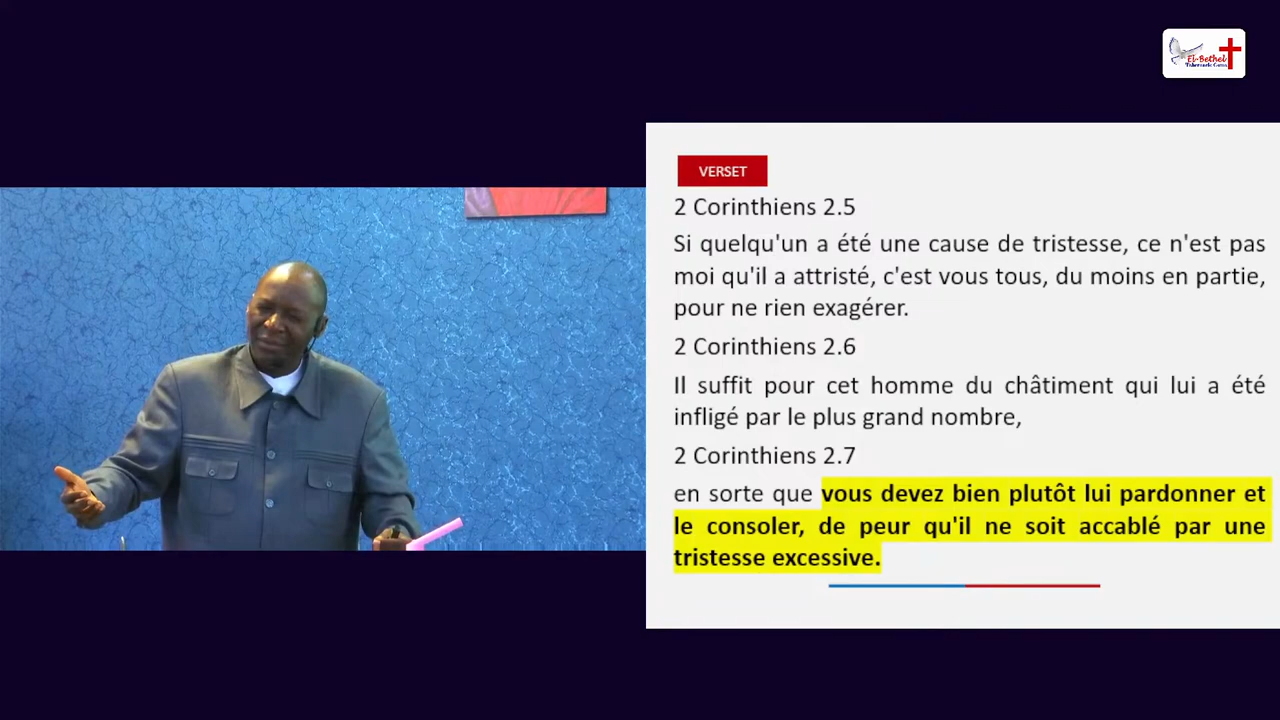 El-Bethel
Tabernacle Goma
VERSET
2 Corinthiens 2.5
Si quelqu'un a été une cause de tristesse, ce n'est pas
moi qu'il a attristé, c'est vous tous, du moins en partie,
pour ne rien exagérer.
2 Corinthiens 2.6
Il suffit pour cet homme du châtiment qui lui a été
infligé par le plus grand nombre,
2 Corinthiens 2.7
en sorte que vous devez bien plutôt lui pardonner et
le consoler, de peur qu'il ne soit accablé par une
tristesse excessive.